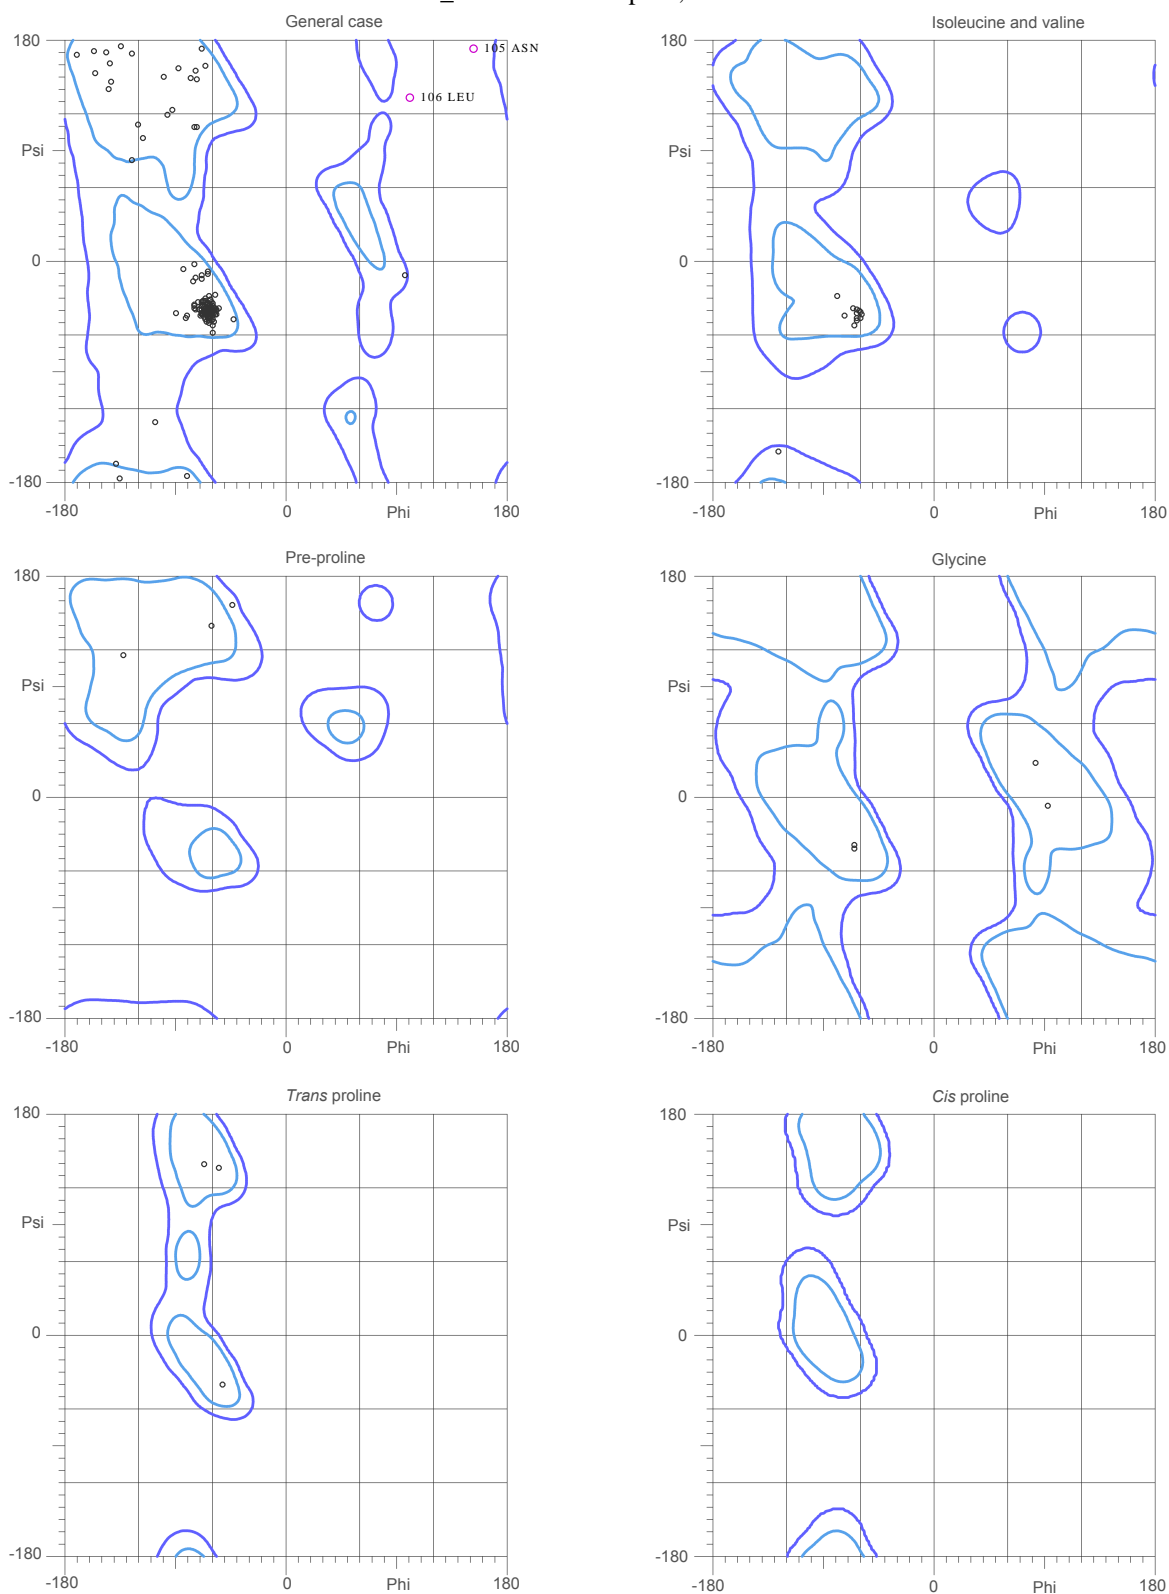 General case
180
105 ASN
106 LEU
Psi
0
-180
-180
0
Phi
180
Isoleucine and valine
180
Psi
0
-180
-180
0
Phi
180
Pre-proline
180
Psi
0
-180
-180
0
Phi
180
Glycine
180
Psi
0
-180
-180
0
Phi
180
Trans proline
180
Psi
0
-180
-180
0
Phi
180
Cis proline
180
Psi
0
-180
-180
0
Phi
180